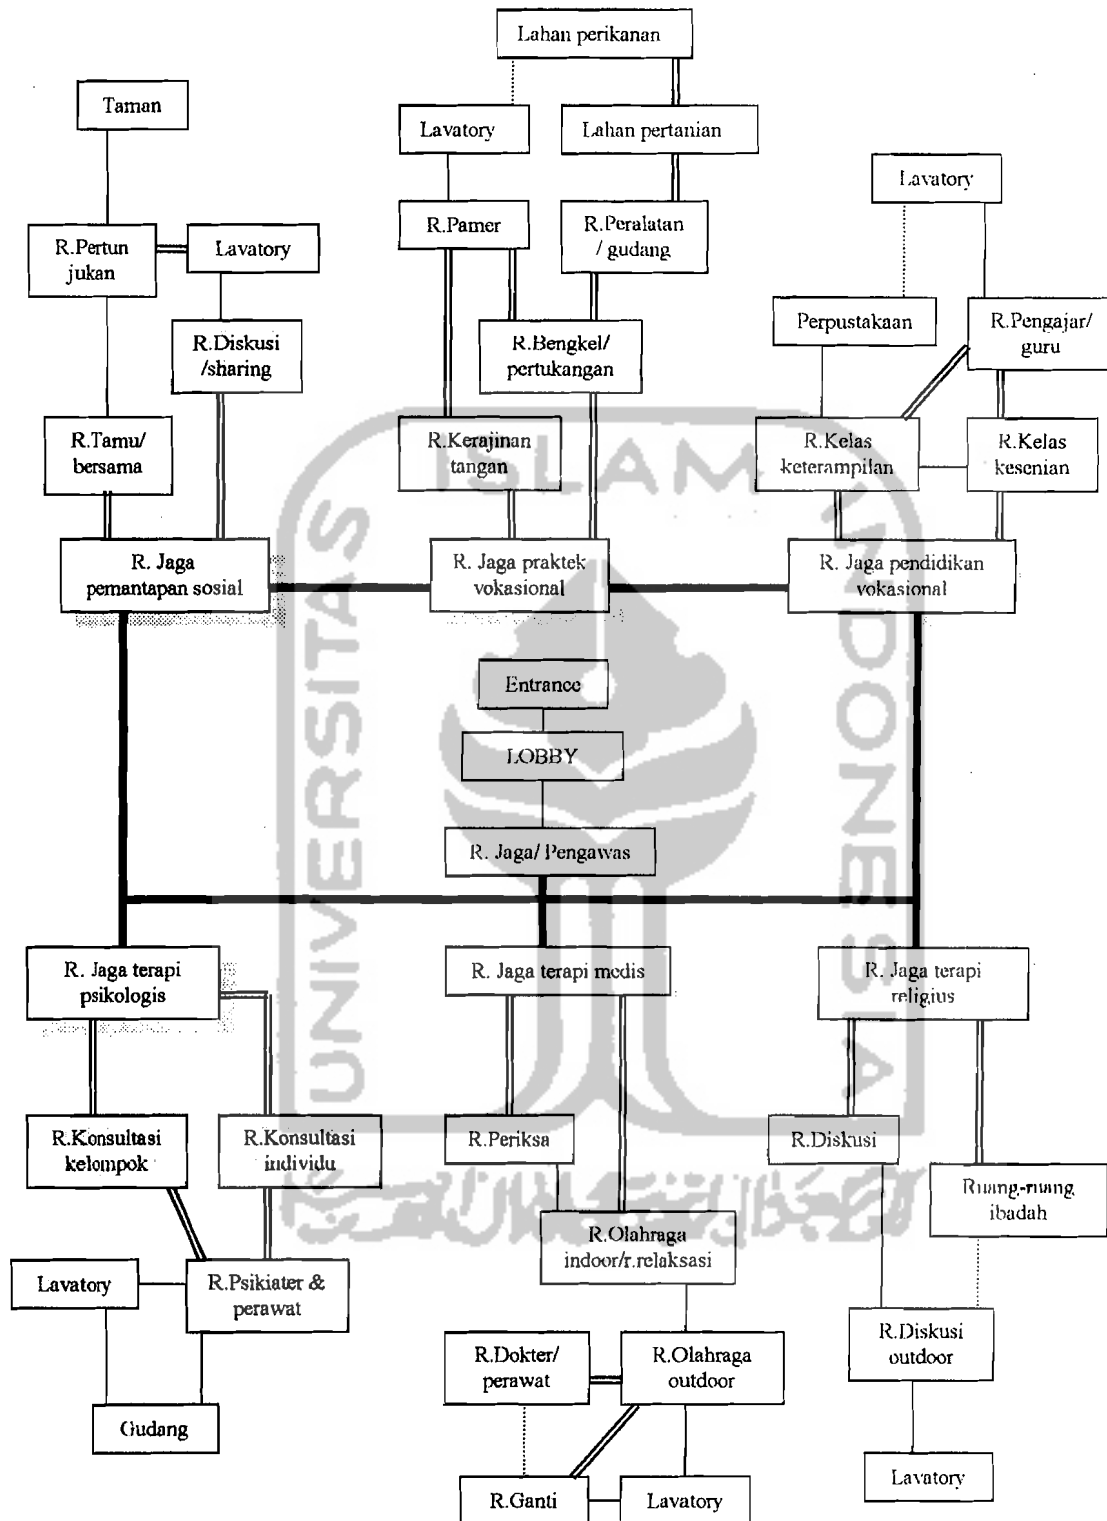 Lahan perikanan
Taman
Lavatory
Lahan pertanian
Lavatory
R.Pertun
jukan
Lavatory
R.Pamer
R.Peralatan
/ gudang
R.Diskusi
/sharing
R.Bengkel/
pertukangan
Perpustakaan
R.Pengajar/
guru
R.Tamu/
bersama
R.Kerajinan
tangan
R.Kelas
keterampilan
R.Kelas
kesenian
R. Jaga
pemantapan sosial
R. Jaga praktek
vokasional
R. Jaga pendidikan
vokasional
Entrance
LOBBY
R. Jaga/ Pengawas
R. Jaga terapi
psikologis
R. Jaga terapi medis
R. Jaga terapi
religius
R.Konsultasi
kelompok
R.Konsultasi
individu
R.Periksa
R.Diskusi
Ruang-ruang
ibadah
R.Olahraga
indoor/r.relaksasi
Lavatory
R.Psikiater &
perawat
R.Diskusi
outdoor
R.Dokter/
perawat
R.Olahraga
outdoor
Gudang
Lavatory
R.Ganti
Lavatory
UNIVERSITAS
ISLAM
INDONESIA